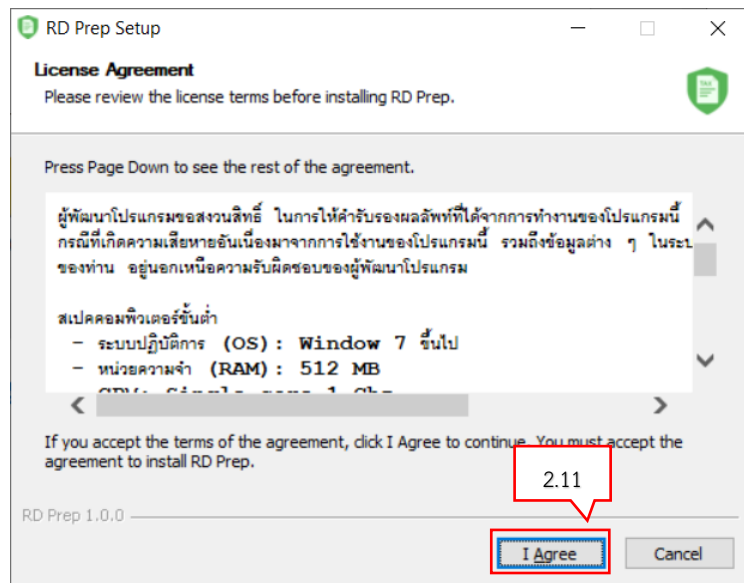 RD Prep Setup
License Agreement
Please review the license terms before installing RD Prep.
Press Page Down to see the rest of the agreement.
ผู้พัฒนาโปรแกรมขอสงวนสิทธิ์ ในการให้คำรับรองผลลัพท์ที่ได้จากการทำงานของโปรแกรมนี้
กรณีที่เกิดความเสียหายอันเนื่องมาจากการใช้งานของโปรแกรมนี้ รวมถึงข้อมูลต่าง ๆ ในระบ
ของท่าน อยู่นอกเหนือความรับผิดชอบของผู้พัฒนาโปรแกรม
สเปคคอมพิวเตอร์ขั้นต่ำ
- ระบบปฏิบัติการ (OS): Window 7 ขึ้นไป
- หน่วยความจำ (RAM): 512 MB
- CPU: Single core 1 Ghz
If you accept the terms of the agreement, click I Agree to continue. You must accept the
agreement to install RD Prep.
2.11
RD Prep 1.0.0
I Agree
Cancel